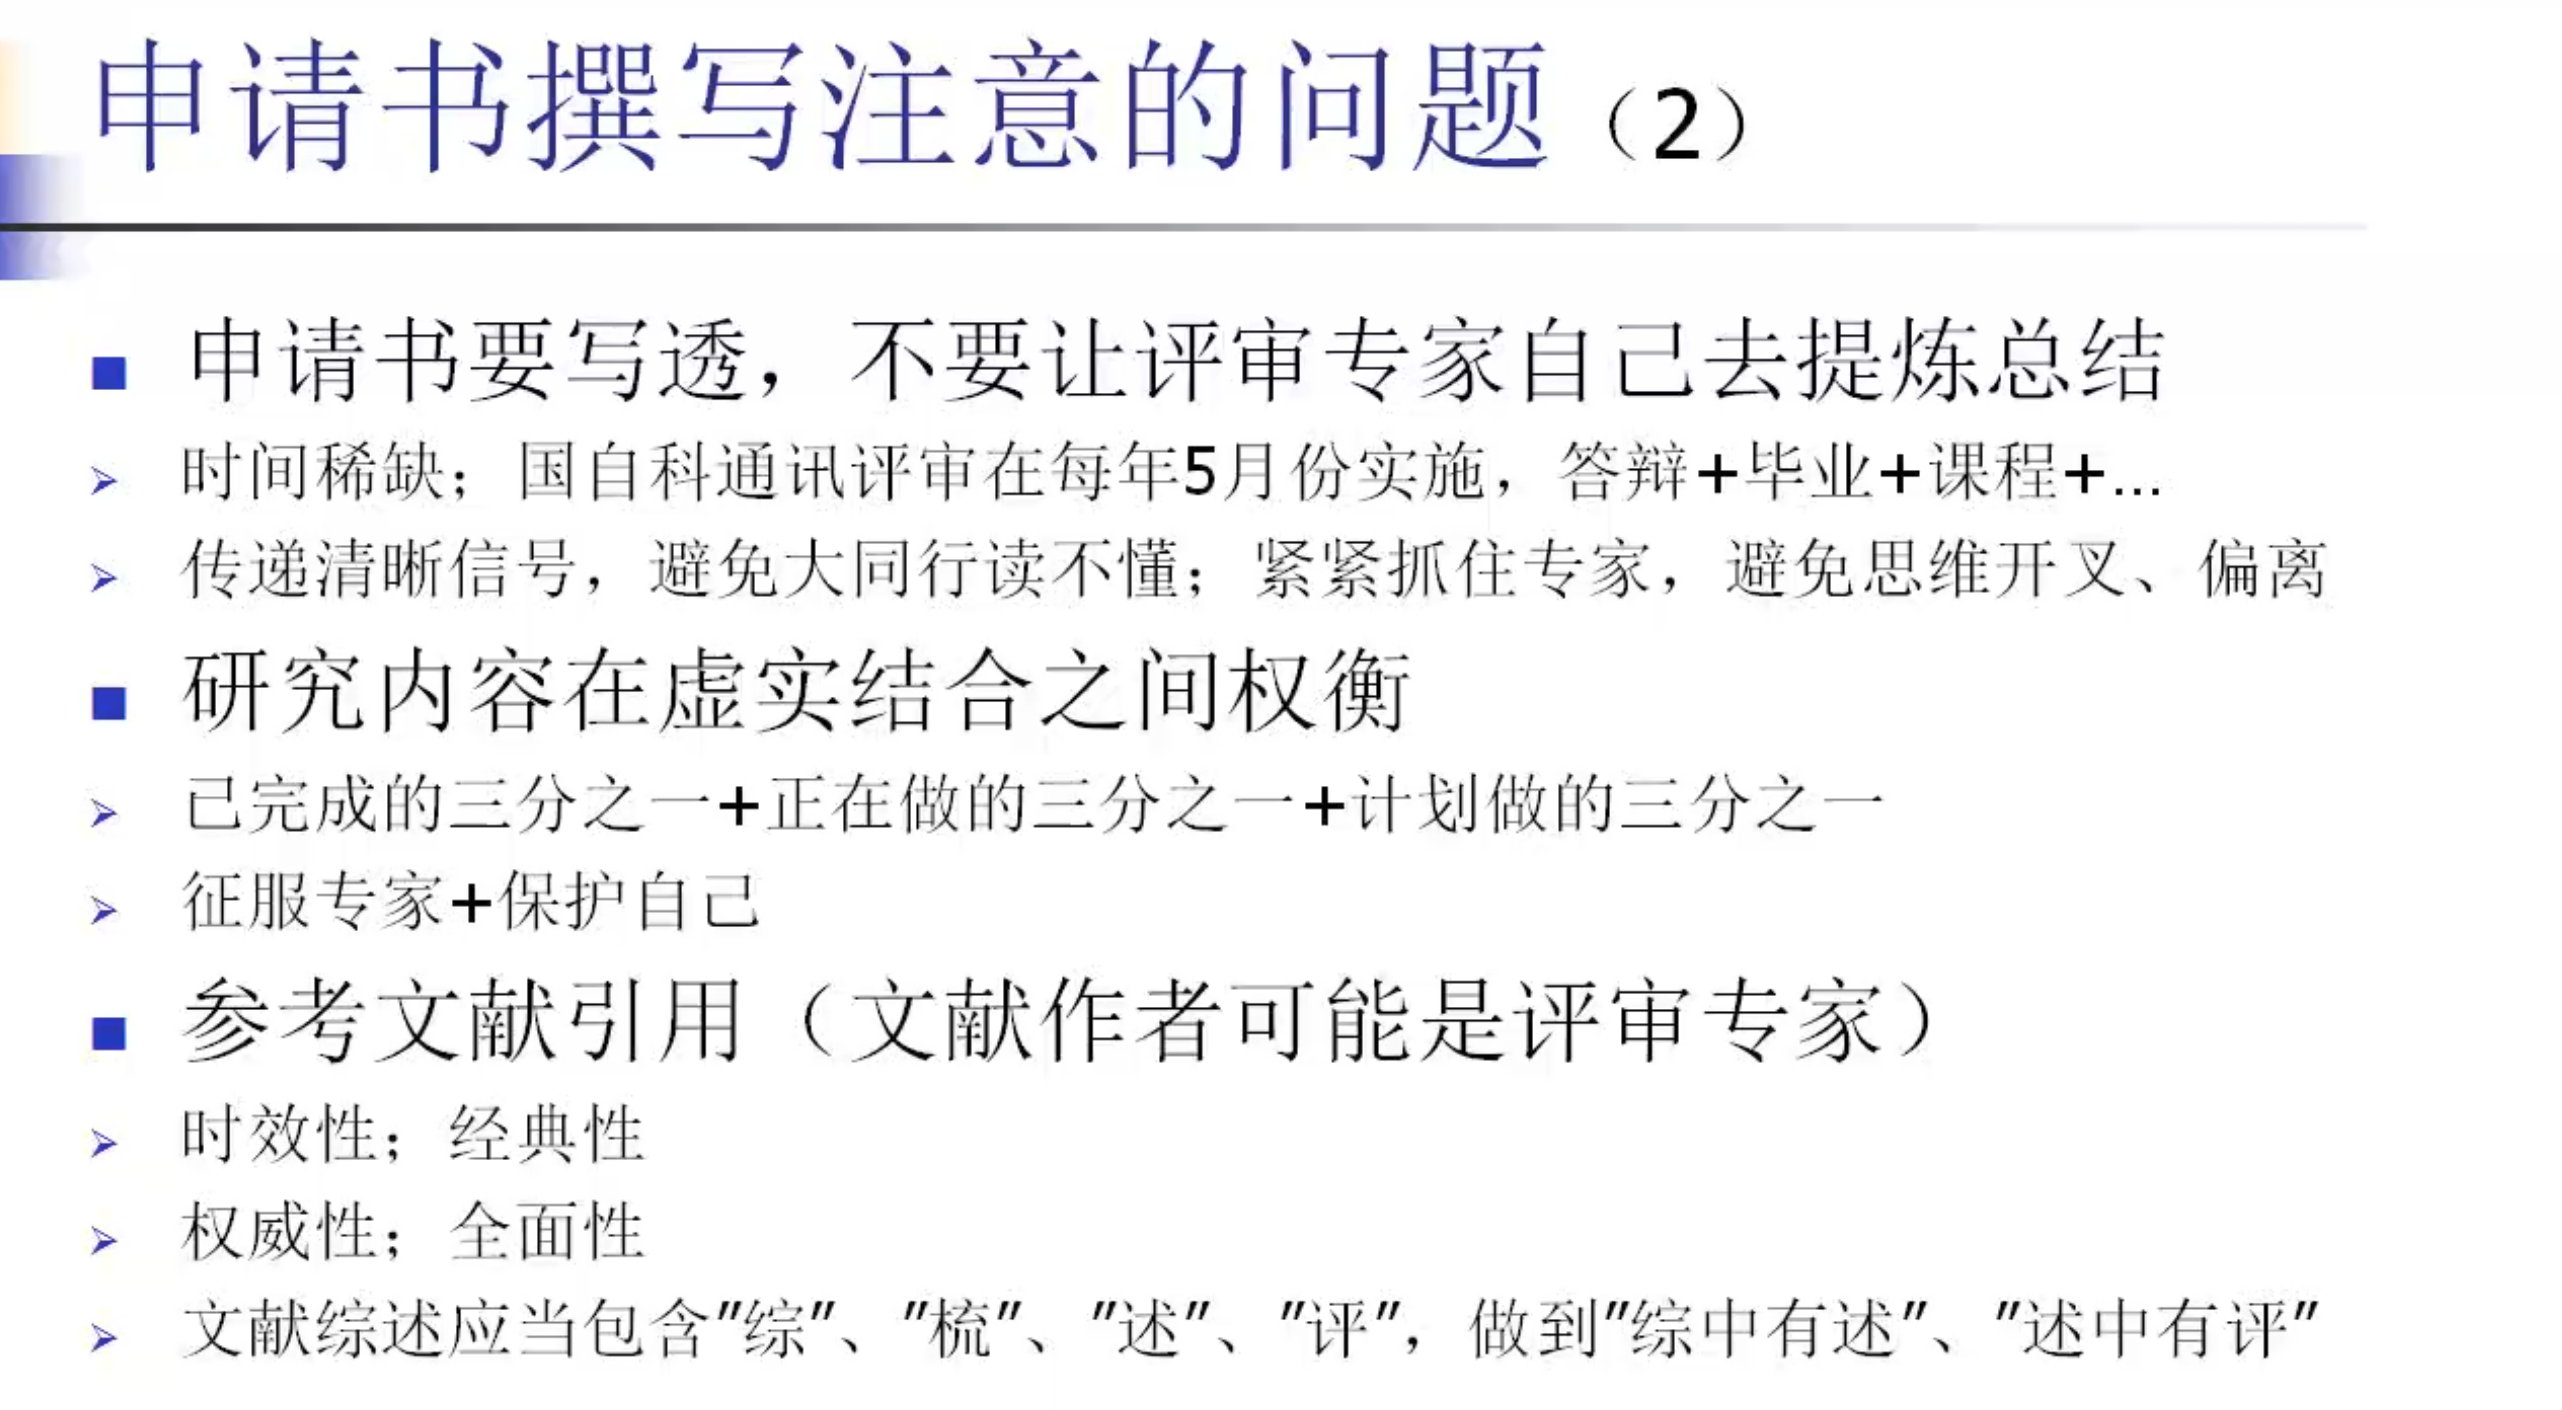 申请书撰写注意的问题（2）
申请书要写透，不要让评审专家自己去提炼总结
时间稀缺；国自科通讯评审在每年5月份实施，答辩+毕业+课程+...
传递清晰信号，避免大同行读不懂；紧紧抓住专家，避免思维开叉、偏离
研究内容在虚实结合之间权衡
已完成的三分之一+正在做的三分之一+计划做的三分之一
征服专家+保护自己
参考文献引用（文献作者可能是评审专家）
时效性；经典性
权威性；全面性
文献综述应当包含"综"、"梳"、"述"、"评"，做到"综中有述"、"述中有评"